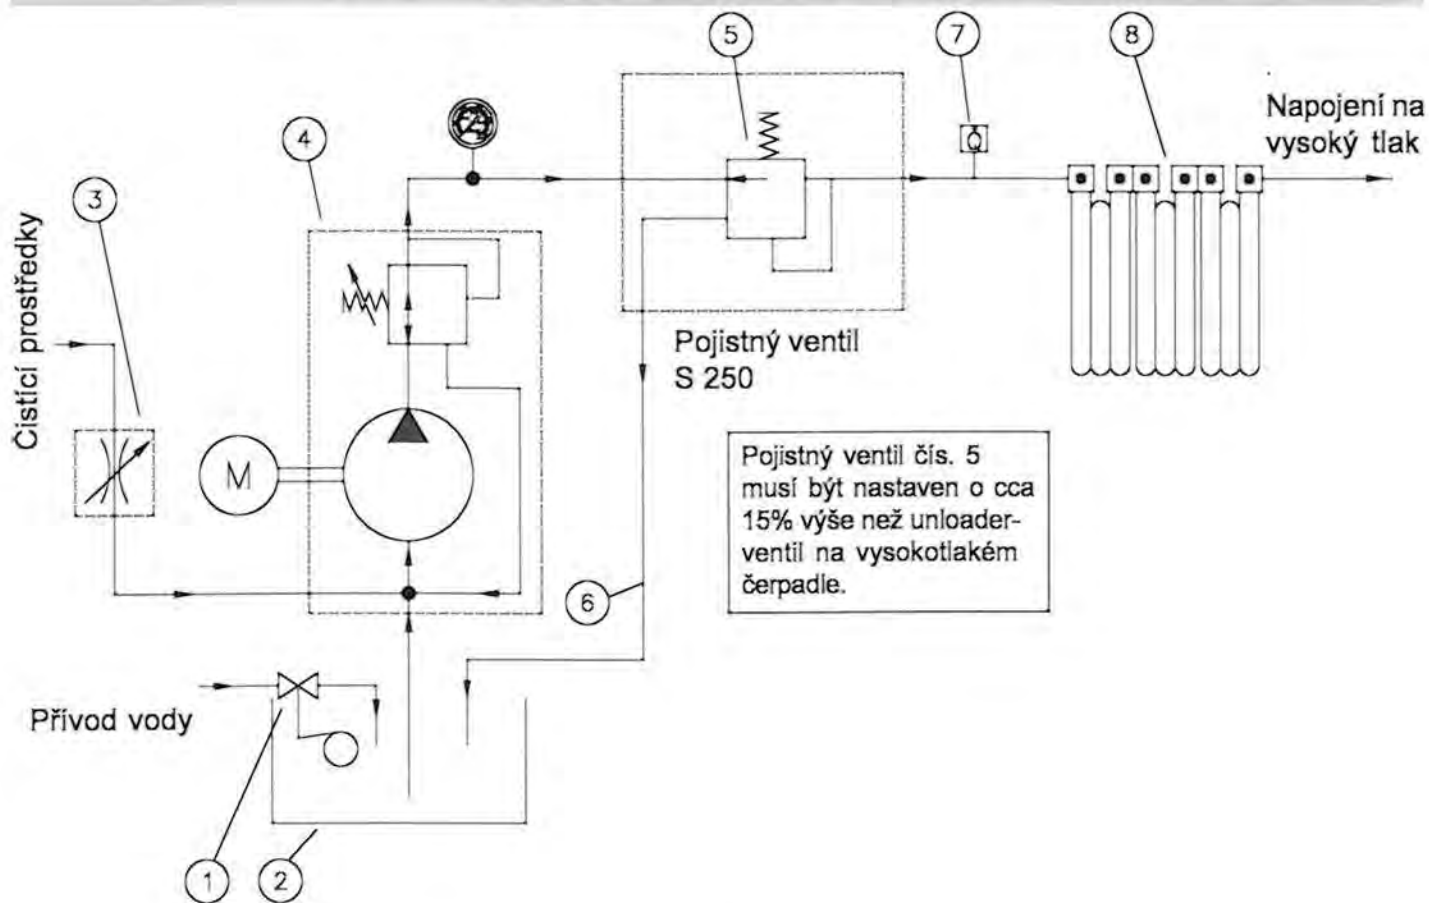 5
7
8
4
3
Napojení na
vysoký tlak
Q
Čistící prostředky
Pojistný ventil
S 250
M
Pojistný ventil čís. 5
musí být nastaven o cca
15% výše než unloader-
ventil na vysokotlakém
čerpadle.
6
Přívod vody
1
2